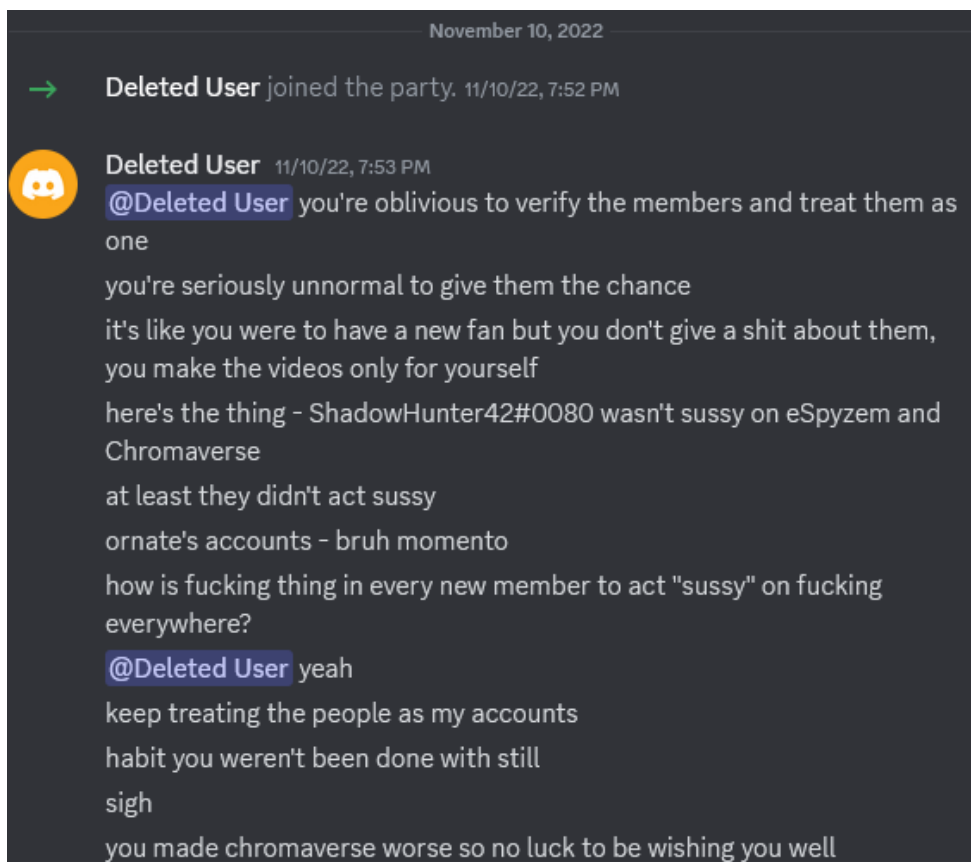 November 10, 2022
Deleted User joined the party. 11/10/22, 7:52 PM
Deleted User 11/10/22, 7:53 PM
@Deleted User you're oblivious to verify the members and treat them as
one
you're seriously unnormal to give them the chance
it's like you were to have a new fan but you don't give a shit about them,
you make the videos only for yourself
here's the thing - ShadowHunter42#0080 wasn't sussy on eSpyzem and
Chromaverse
at least they didn't act sussy
ornate's accounts - bruh momento
how is fucking thing in every new member to act "sussy" on fucking
everywhere?
@Deleted User yeah
keep treating the people as my accounts
habit you weren't been done with still
sigh
you made chromaverse worse so no luck to be wishing you well